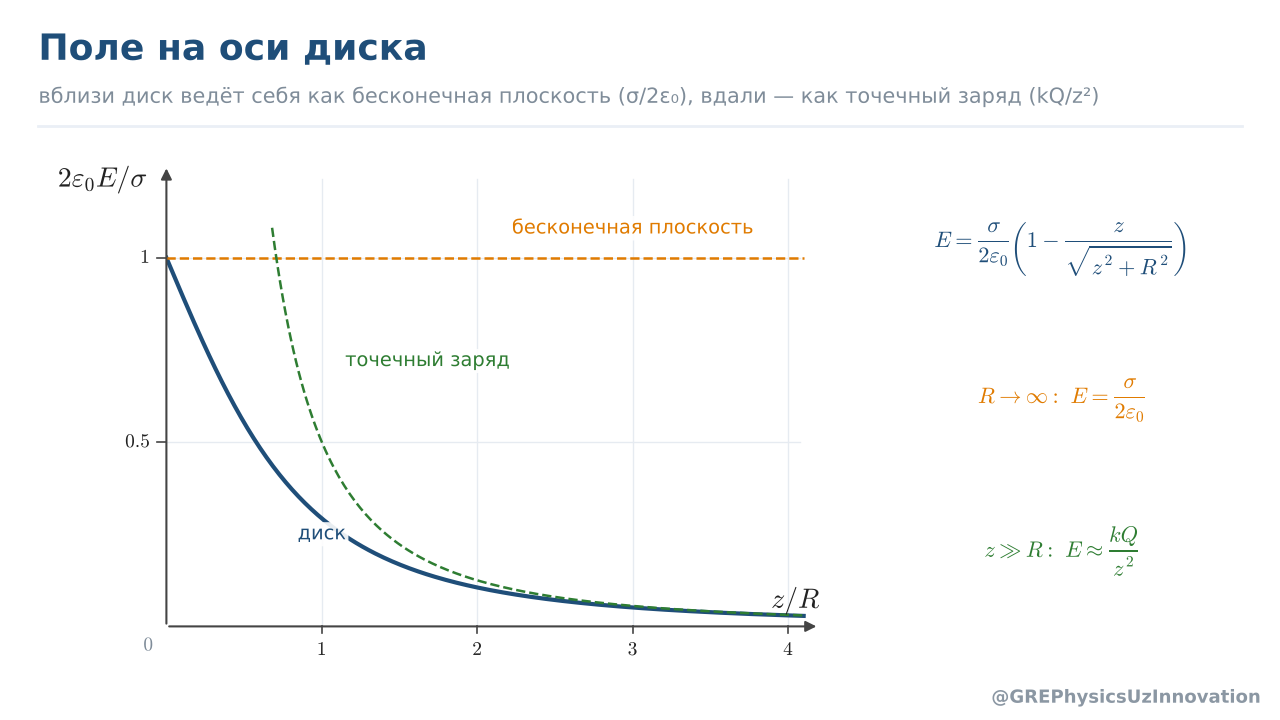 Поле на оси диска
вблизи диск ведёт себя как бесконечная плоскость (σ/2ε₀), вдали — как точечный заряд (kQ/z²)
2ε₀E/σ
бесконечная плоскость
1
точечный заряд
0.5
диск
z/R
0
1 2 3 4
E = σ/2ε₀ (1 − z/√(z² + R²))
R → ∞ : E = σ/2ε₀
z ≫ R : E ≈ kQ/z²
@GREPhysicsUzInnovation